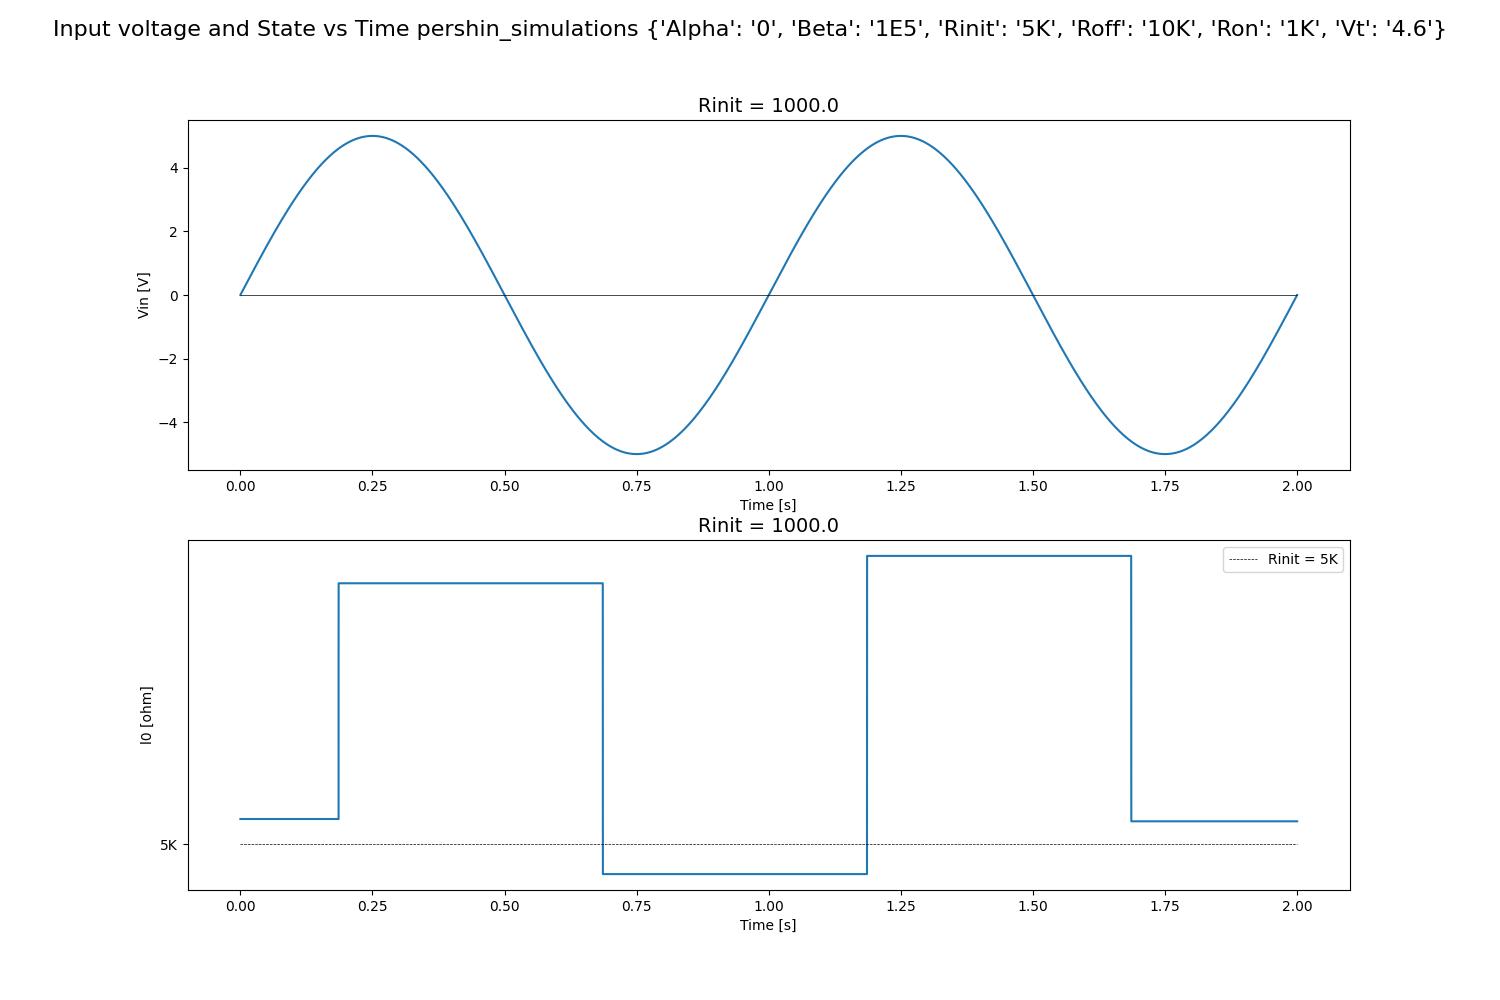 Input voltage and State vs Time pershin_simulations {'Alpha': '0', 'Beta': '1E5', 'Rinit': '5K', 'Roff': '10K', 'Ron': '1K', 'Vt': '4.6'}
Rinit = 1000.0
4
2
0
−2
−4
Vin [V]
0.00 0.25 0.50 0.75 1.00 1.25 1.50 1.75 2.00
Time [s]
Rinit = 1000.0
Rinit = 5K
l0 [ohm]
5K
0.00 0.25 0.50 0.75 1.00 1.25 1.50 1.75 2.00
Time [s]